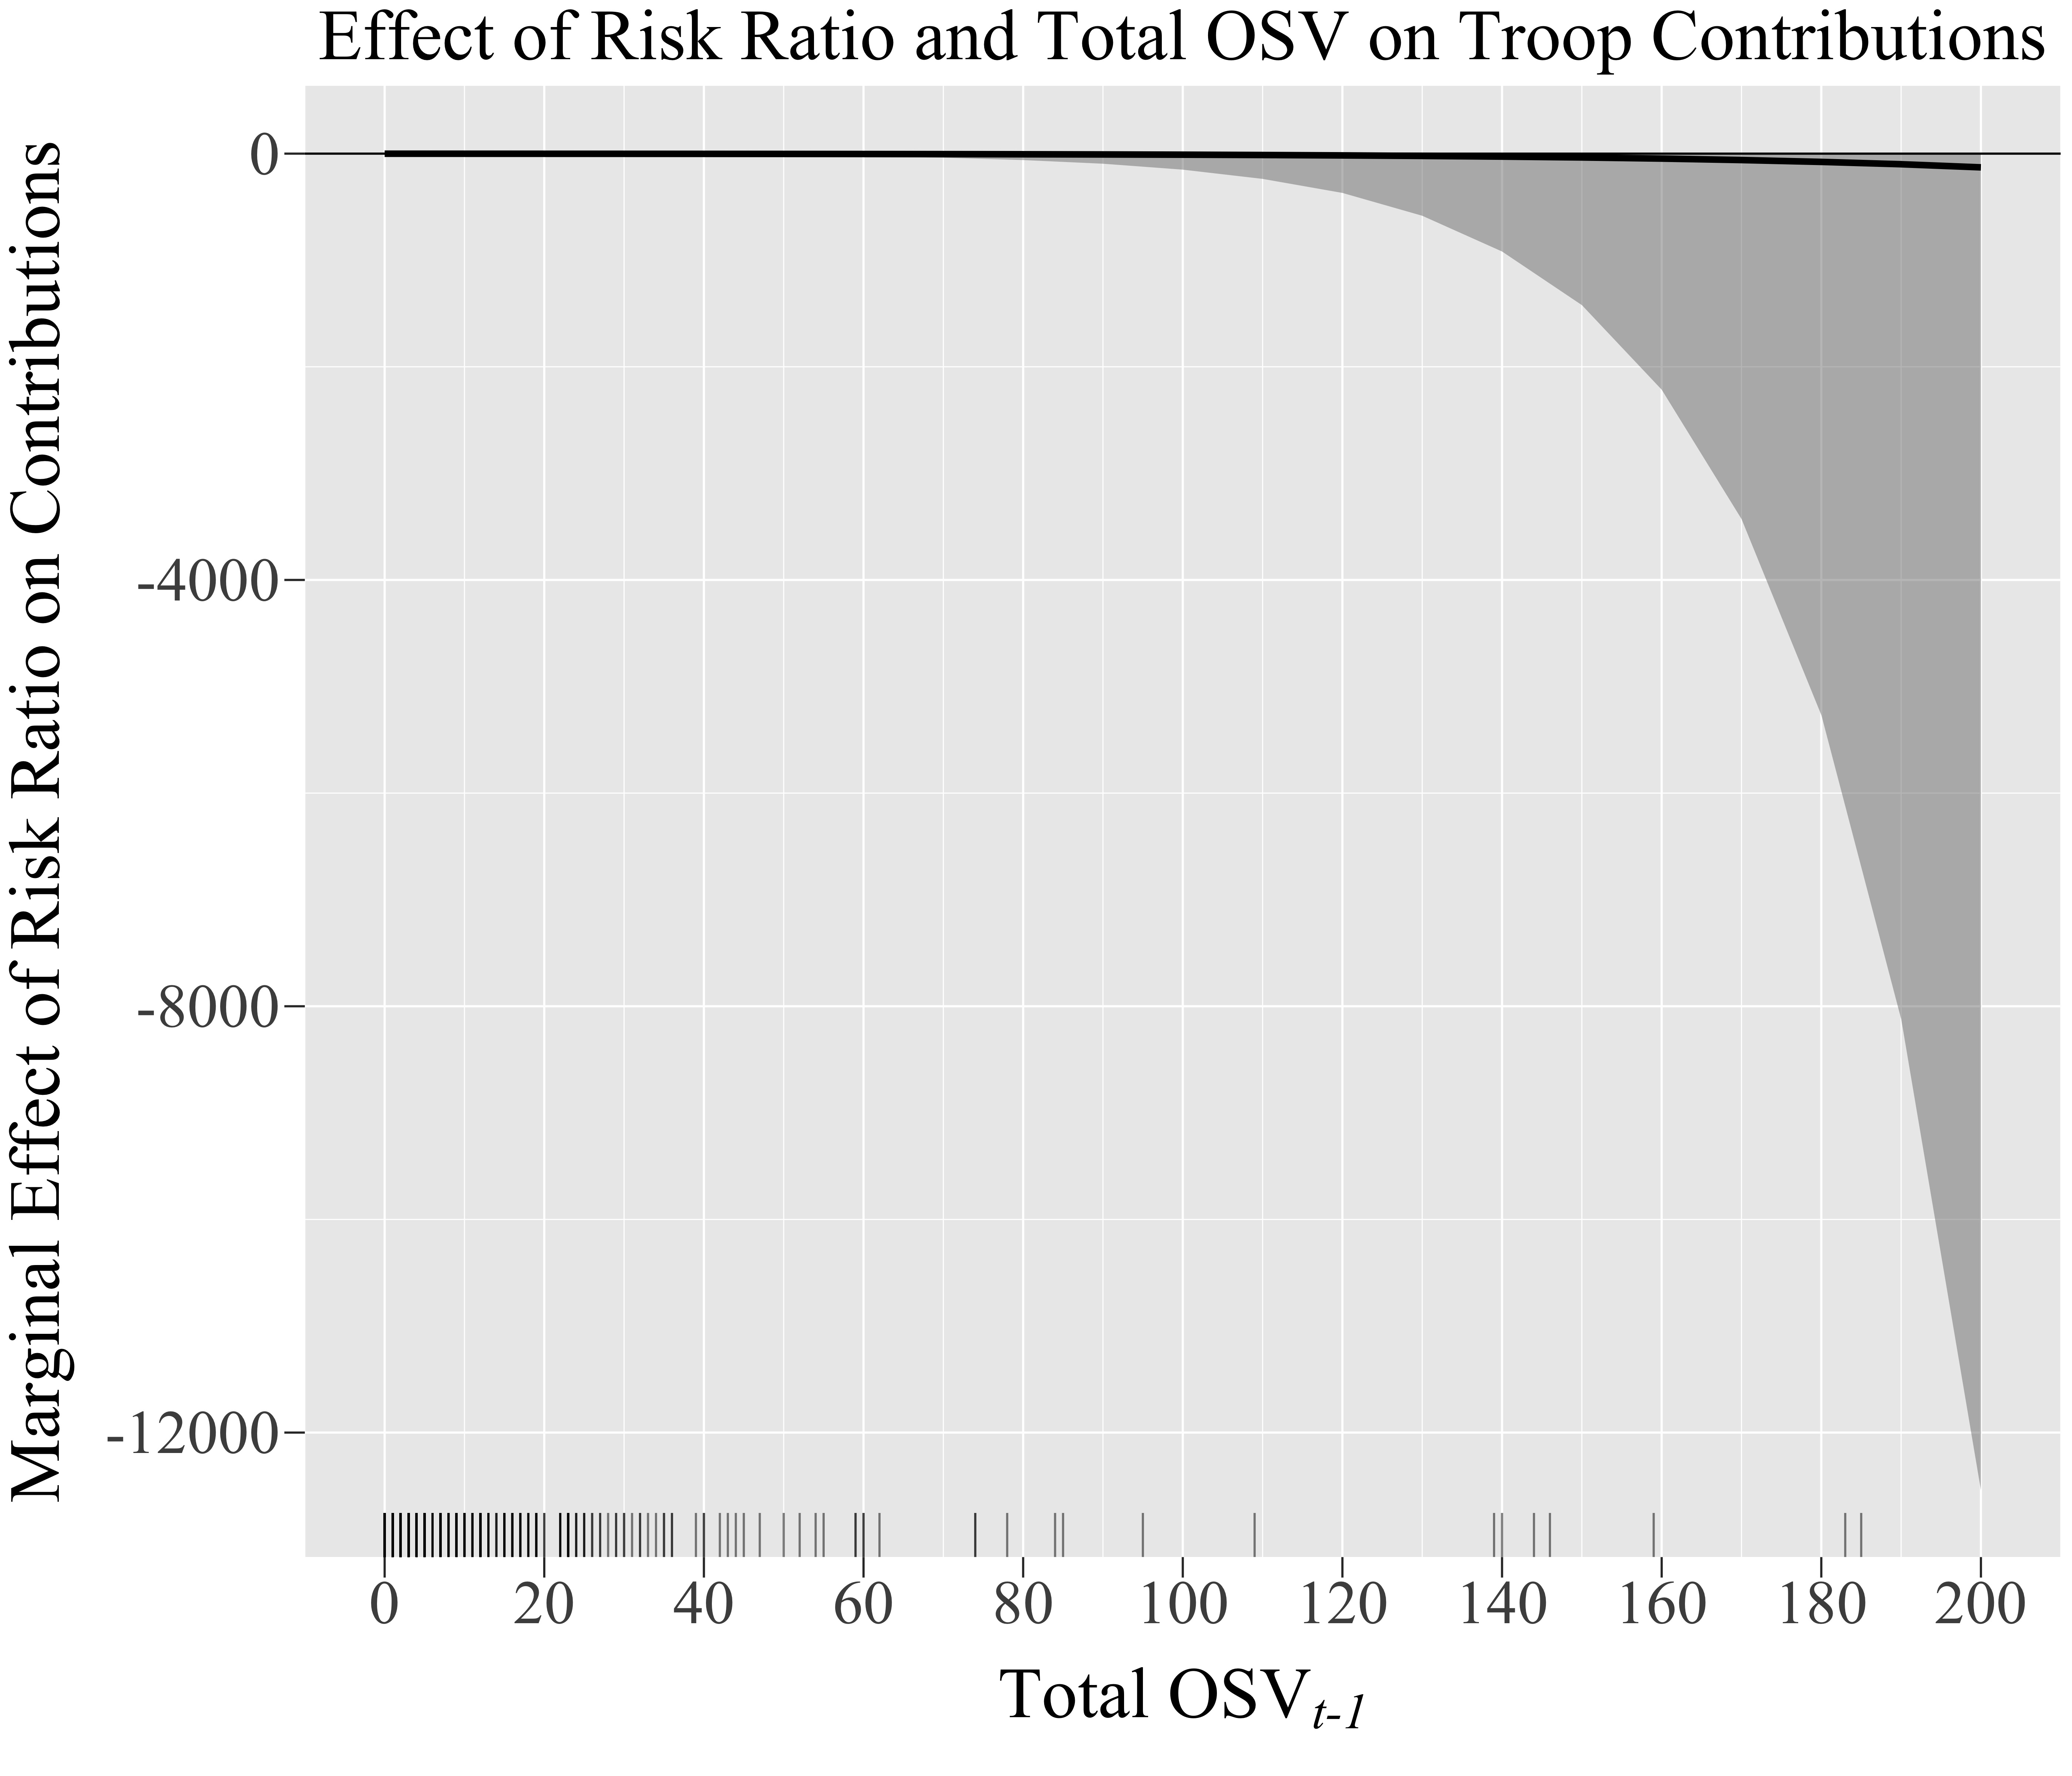 Effect of Risk Ratio and Total OSV on Troop Contributions
Marginal Effect of Risk Ratio on Contributions
0
-4000
-8000
-12000
0 20 40 60 80 100 120 140 160 180 200
Total OSVt-1